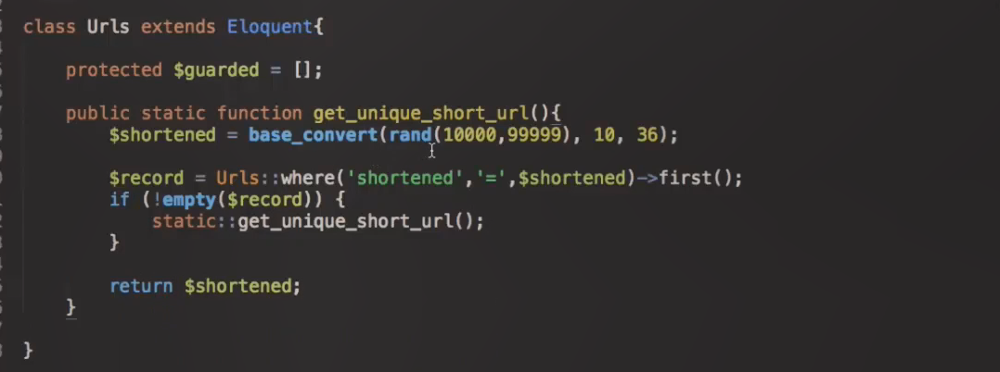 class Urls extends Eloquent{
protected $guarded = [];
public static function get_unique_short_url(){
$shortened = base_convert(rand(10000,99999), 10, 36);
$record = Urls::where('shortened','=',$shortened)->first();
if (!empty($record)) {
static::get_unique_short_url();
}
return $shortened;
}
}